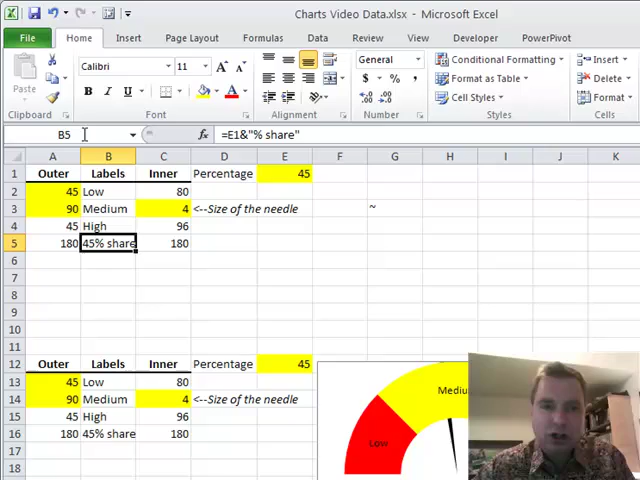 Charts Video Data.xlsx - Microsoft Excel
File Home Insert Page Layout Formulas Data Review View Developer PowerPivot
Calibri 11 General Conditional Formatting Insert
Paste B I U A $ % , Format as Table Delete
Cell Styles Format
Clipboard Font Alignment Number Styles Cells
B5 fx =E1&"% share"
A B C D E F G H I J K
1 Outer Labels Inner Percentage 45
2 45 Low 80
3 90 Medium 4 <--Size of the needle ~
4 45 High 96
5 180 45% share 180
6
7
8
9
10
11
12 Outer Labels Inner Percentage 45
13 45 Low 80
14 90 Medium 4 <--Size of the needle
15 45 High 96
16 180 45% share 180
17
18
Low